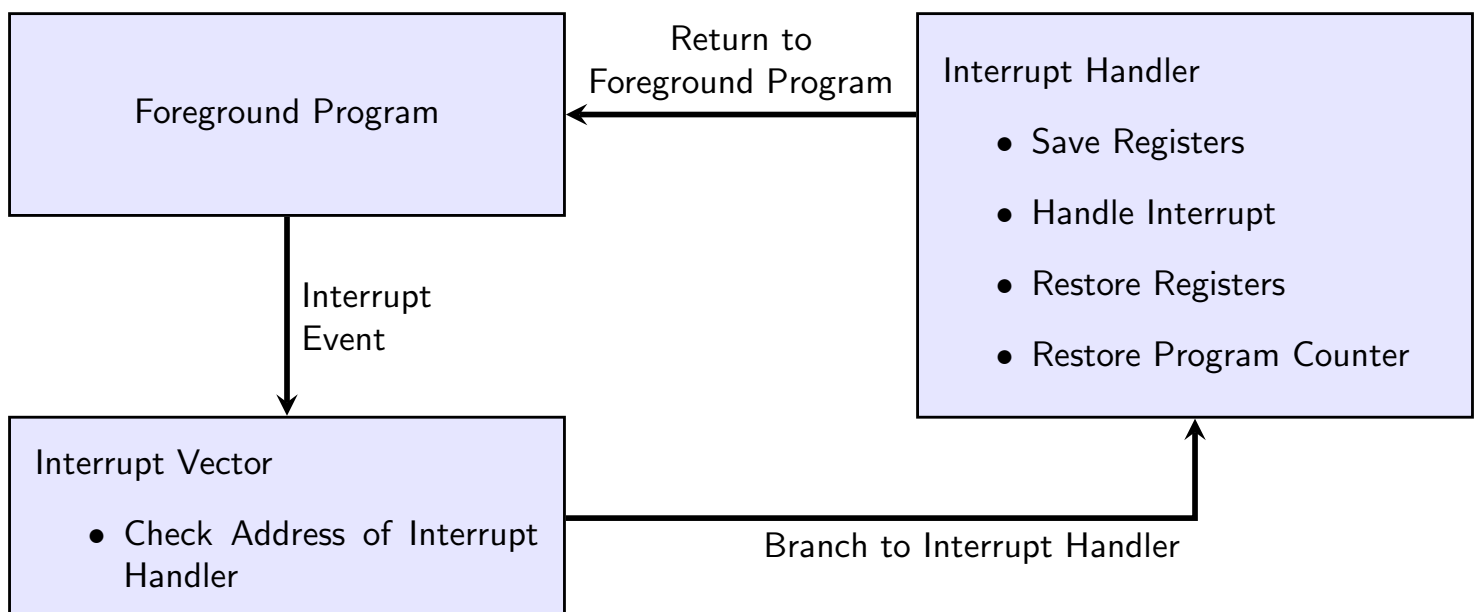 Foreground Program
Return to
Foreground Program
Interrupt Handler
• Save Registers
• Handle Interrupt
• Restore Registers
• Restore Program Counter
Interrupt
Event
Interrupt Vector
• Check Address of Interrupt
Handler
Branch to Interrupt Handler